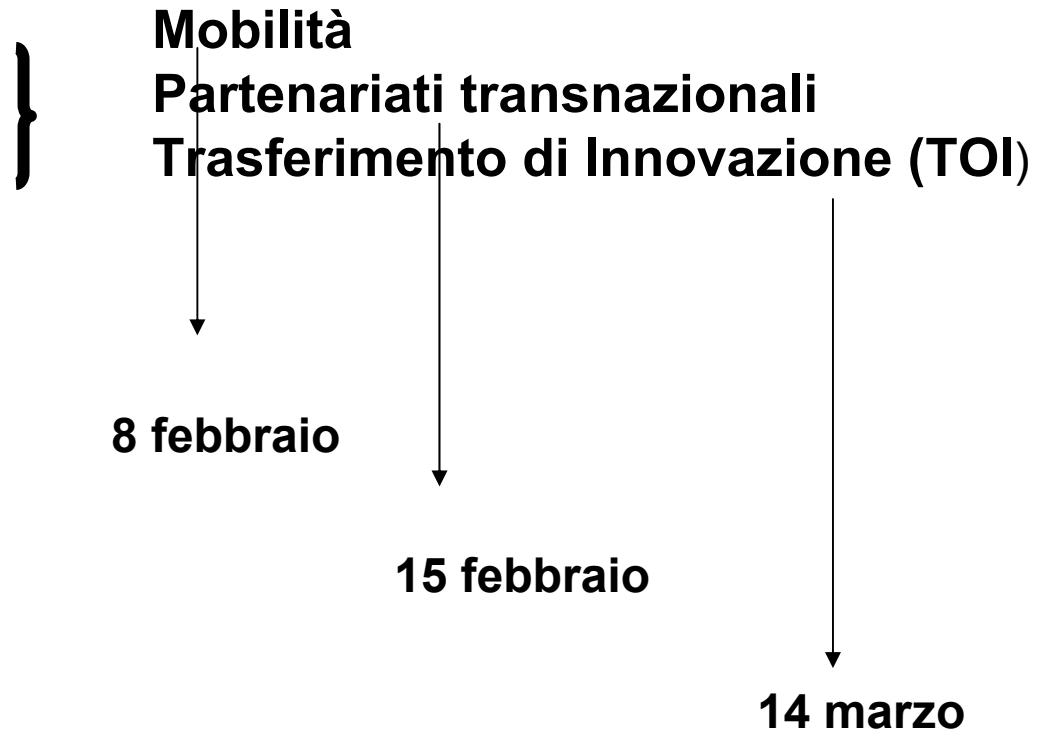 Mobilità
Partenariati transnazionali
Trasferimento di Innovazione (TOI)
8 febbraio
15 febbraio
14 marzo